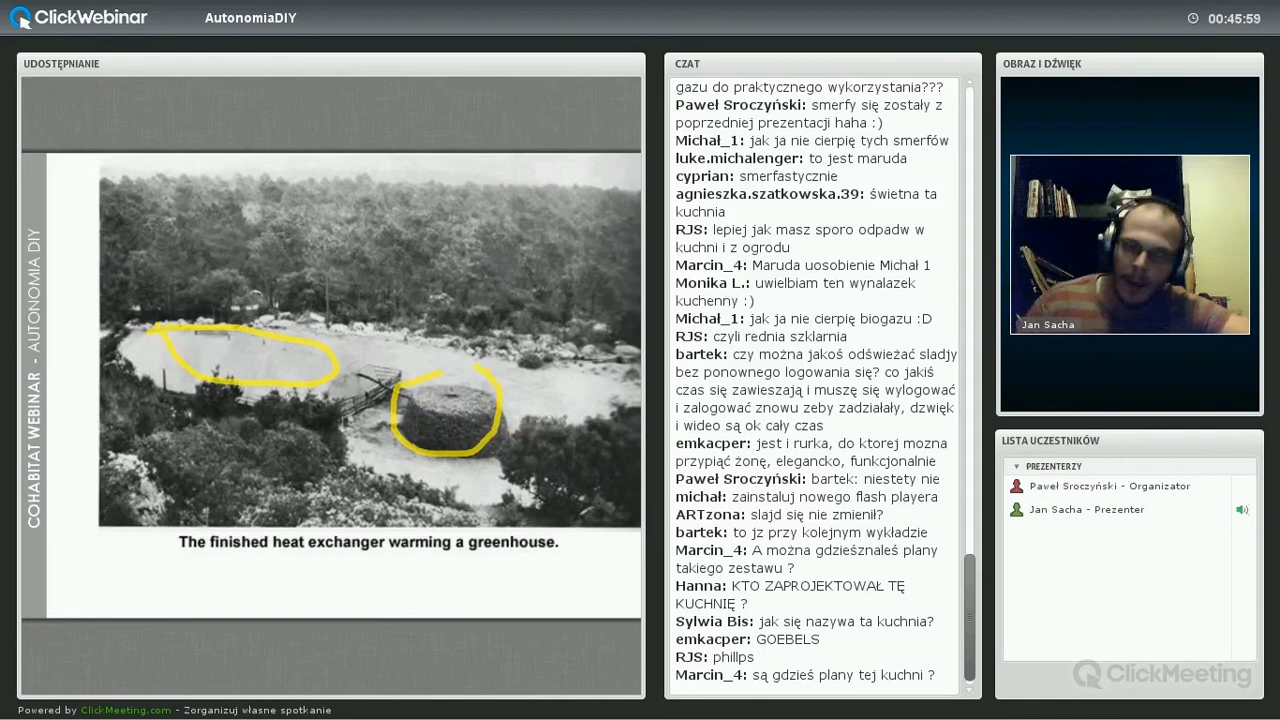 ClickWebinar
AutonomiaDIY
00:45:59
UDOSTĘPNIANIE
COHABITAT WEBINAR - AUTONOMIA DIY
The finished heat exchanger warming a greenhouse.
CZAT
gazu do praktycznego wykorzystania???
Paweł Sroczyński: smerfy się zostały z
poprzedniej prezentacji haha :)
Michał_1: jak ja nie cierpię tych smerfów
luke.michalenger: to jest maruda
cyprian: smerfastycznie
agnieszka.szatkowska.39: świetna ta
kuchnia
RJS: lepiej jak masz sporo odpadw w
kuchni i z ogrodu
Marcin_4: Maruda uosobienie Michał 1
Monika L.: uwielbiam ten wynalazek
kuchenny :)
Michał_1: jak ja nie cierpię biogazu :D
RJS: czyli rednia szklarnia
bartek: czy można jakoś odświeżać sladjy
bez ponownego logowania się? co jakiś
czas się zawieszają i muszę się wylogować
i zalogować znowu zeby zadziałały, dzwięk
i wideo są ok cały czas
emkacper: jest i rurka, do ktorej mozna
przypiąć żonę, elegancko, funkcjonalnie
Paweł Sroczyński: bartek: niestety nie
michał: zainstaluj nowego flash playera
ARTzona: slajd się nie zmienił?
bartek: to jz przy kolejnym wykładzie
Marcin_4: A można gdzieśznaleś plany
takiego zestawu ?
Hanna: KTO ZAPROJEKTOWAŁ TĘ
KUCHNIĘ ?
Sylwia Bis: jak się nazywa ta kuchnia?
emkacper: GOEBELS
RJS: phillps
Marcin_4: są gdzieś plany tej kuchni ?
OBRAZ I DŹWIĘK
Jan Sacha
LISTA UCZESTNIKÓW
PREZENTERZY
Paweł Sroczyński - Organizator
Jan Sacha - Prezenter
ClickMeeting
Powered by ClickMeeting.com - Zorganizuj własne spotkanie